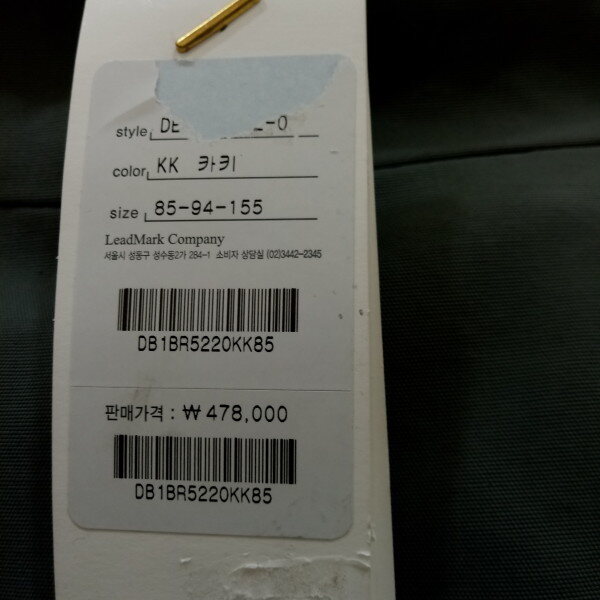 style
color KK 카키
size 85-94-155
LeadMark Company
서울시 성동구 성수동2가 284-1 소비자 상담실 (02)3442-2345
DB1BR5220KK85
판매가격 : ₩ 478,000
DB1BR5220KK85